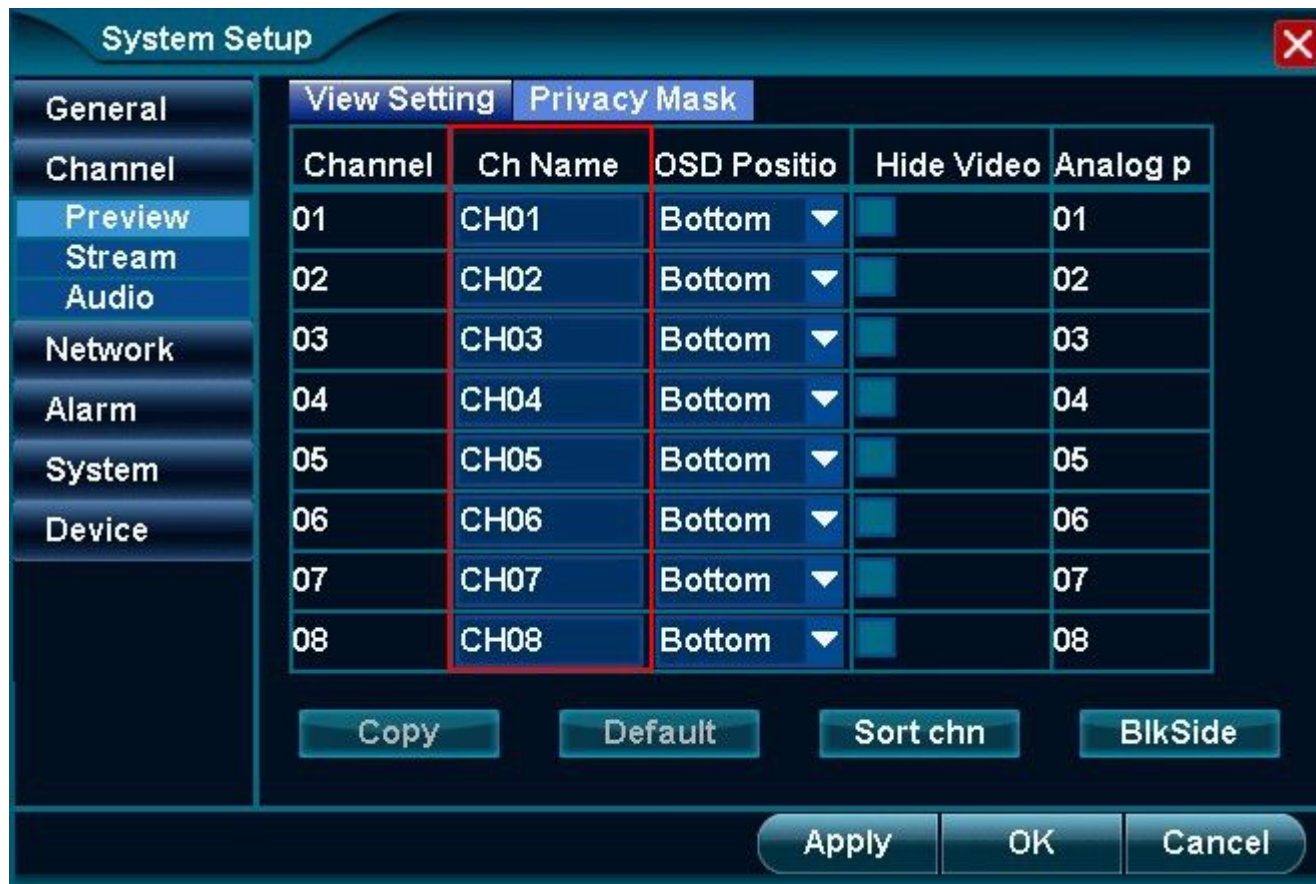 System Setup
General
Channel
Preview
Stream
Audio
Network
Alarm
System
Device
View Setting Privacy Mask
Channel Ch Name OSD Positio Hide Video Analog p
01 CH01 Bottom 01
02 CH02 Bottom 02
03 CH03 Bottom 03
04 CH04 Bottom 04
05 CH05 Bottom 05
06 CH06 Bottom 06
07 CH07 Bottom 07
08 CH08 Bottom 08
Copy Default Sort chn BlkSide
Apply OK Cancel